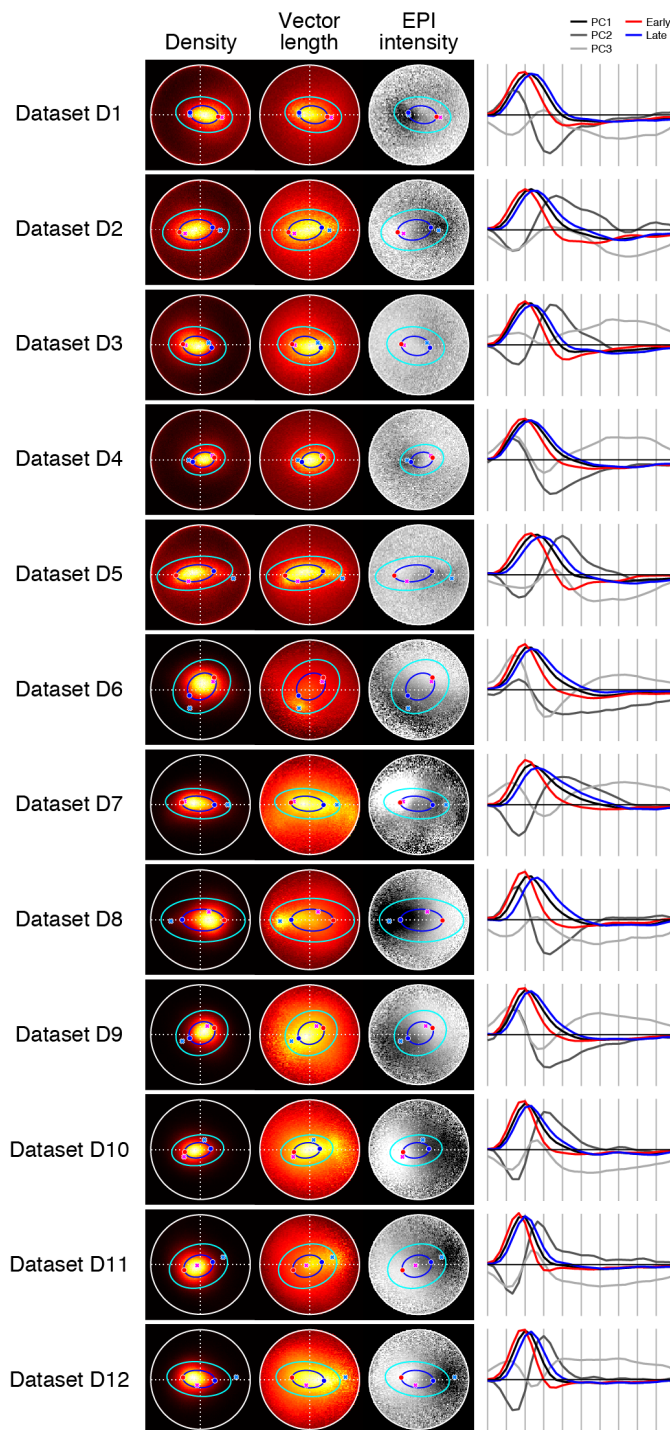 Density
Vector
length
EPI
intensity
PC1
PC2
PC3
Early
Late
Dataset D1
Dataset D2
Dataset D3
Dataset D4
Dataset D5
Dataset D6
Dataset D7
Dataset D8
Dataset D9
Dataset D10
Dataset D11
Dataset D12